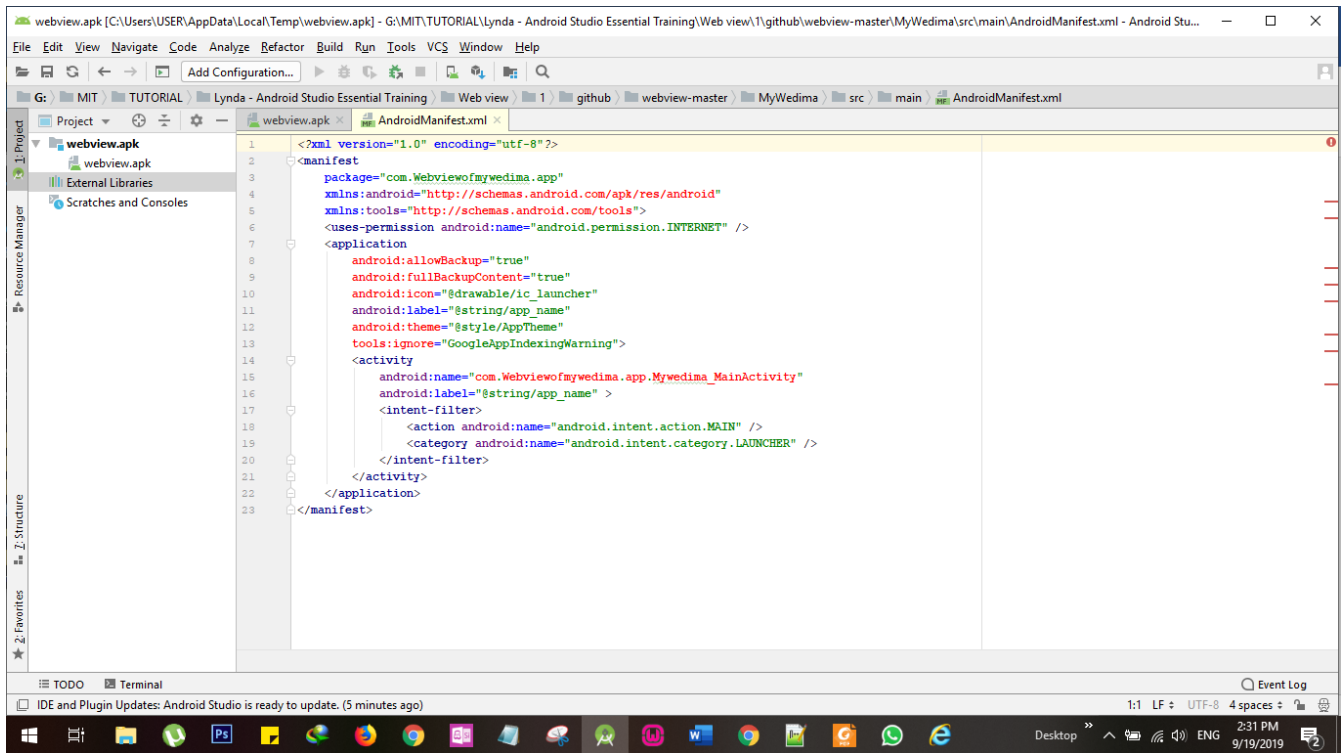 webview.apk [C:\Users\USER\AppData\Local\Temp\webview.apk] - G:\MIT\TUTORIAL\Lynda - Android Studio Essential Training\Web view\1\github\webview-master\MyWedima\src\main\AndroidManifest.xml - Android Stu...
File Edit View Navigate Code Analyze Refactor Build Run Tools VCS Window Help
Add Configuration...
G: MIT TUTORIAL Lynda - Android Studio Essential Training Web view 1 github webview-master MyWedima src main AndroidManifest.xml
Project webview.apk AndroidManifest.xml
1: Project
Resource Manager
7: Structure
2: Favorites
webview.apk
webview.apk
External Libraries
Scratches and Consoles
1 <?xml version="1.0" encoding="utf-8"?>
2 <manifest
3 package="com.Webviewofmywedima.app"
4 xmlns:android="http://schemas.android.com/apk/res/android"
5 xmlns:tools="http://schemas.android.com/tools">
6 <uses-permission android:name="android.permission.INTERNET" />
7 <application
8 android:allowBackup="true"
9 android:fullBackupContent="true"
10 android:icon="@drawable/ic_launcher"
11 android:label="@string/app_name"
12 android:theme="@style/AppTheme"
13 tools:ignore="GoogleAppIndexingWarning">
14 <activity
15 android:name="com.Webviewofmywedima.app.Mywedima_MainActivity"
16 android:label="@string/app_name" >
17 <intent-filter>
18 <action android:name="android.intent.action.MAIN" />
19 <category android:name="android.intent.category.LAUNCHER" />
20 </intent-filter>
21 </activity>
22 </application>
23 </manifest>
TODO Terminal Event Log
IDE and Plugin Updates: Android Studio is ready to update. (5 minutes ago) 1:1 LF UTF-8 4 spaces
Ps W Desktop ENG 2:31 PM
9/19/2019 2